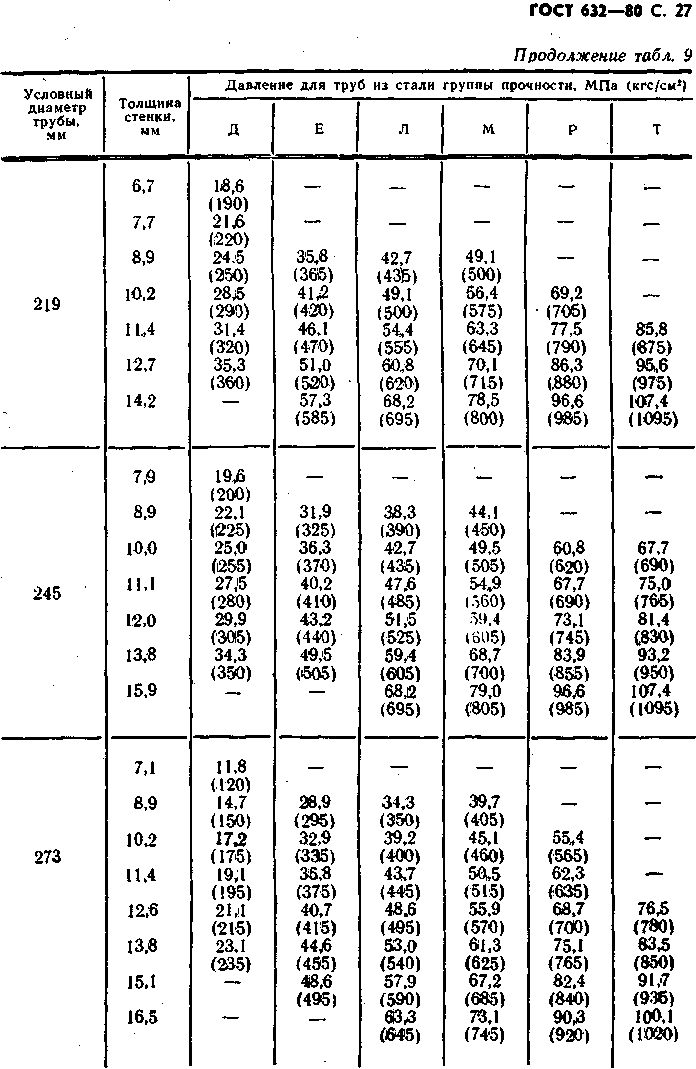 ГОСТ 632—80 С. 27
Продолжение табл. 9
Условный диаметр трубы, мм | Толщина стенки, мм | Давление для труб из стали группы прочности, МПа (кгс/см²)
Д | Е | Л | М | Р | Т
219
6,7 18,6 — — — — —
(190)
7,7 21,6 — — — — —
(220)
8,9 24,5 35,8 42,7 49,1 — —
(250) (365) (435) (500)
10,2 28,5 41,2 49,1 56,4 69,2 —
(290) (420) (500) (575) (705)
11,4 31,4 46,1 54,4 63,3 77,5 85,8
(320) (470) (555) (645) (790) (875)
12,7 35,3 51,0 60,8 70,1 86,3 95,6
(360) (520) (620) (715) (880) (975)
14,2 — 57,3 68,2 78,5 96,6 107,4
(585) (695) (800) (985) (1095)
245
7,9 19,6 — — — — —
(200)
8,9 22,1 31,9 38,3 44,1 — —
(225) (325) (390) (450)
10,0 25,0 36,3 42,7 49,5 60,8 67,7
(255) (370) (435) (505) (620) (690)
11,1 27,5 40,2 47,6 54,9 67,7 75,0
(280) (410) (485) (560) (690) (765)
12,0 29,9 43,2 51,5 59,4 73,1 81,4
(305) (440) (525) (605) (745) (830)
13,8 34,3 49,5 59,4 68,7 83,9 93,2
(350) (505) (605) (700) (855) (950)
15,9 — — 68,2 79,0 96,6 107,4
(695) (805) (985) (1095)
273
7,1 11,8 — — — — —
(120)
8,9 14,7 28,9 34,3 39,7 — —
(150) (295) (350) (405)
10,2 17,2 32,9 39,2 45,1 55,4 —
(175) (335) (400) (460) (565)
11,4 19,1 36,8 43,7 50,5 62,3 —
(195) (375) (445) (515) (635)
12,6 21,1 40,7 48,6 55,9 68,7 76,5
(215) (415) (495) (570) (700) (780)
13,8 23,1 44,6 53,0 61,3 75,1 83,5
(235) (455) (540) (625) (765) (850)
15,1 — 48,6 57,9 67,2 82,4 91,7
(495) (590) (685) (840) (935)
16,5 — — 63,3 73,1 90,3 100,1
(645) (745) (920) (1020)